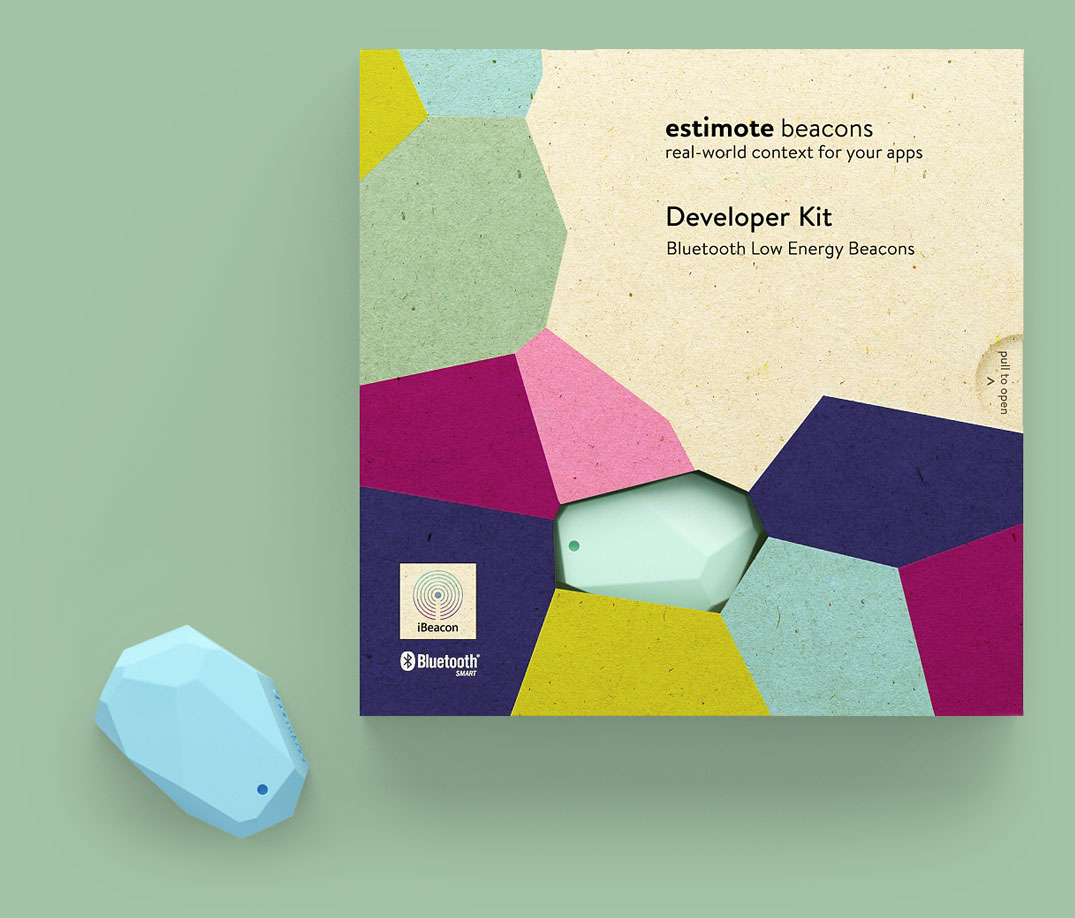 estimote beacons
real-world context for your apps
Developer Kit
Bluetooth Low Energy Beacons
pull to open
iBeacon
Bluetooth®
SMART